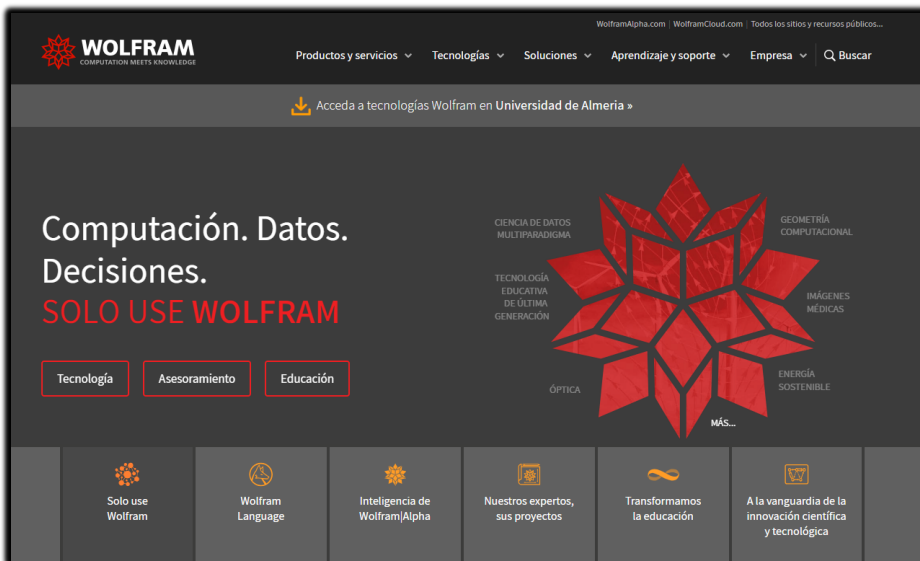 WolframAlpha.com | WolframCloud.com | Todos los sitios y recursos públicos...
WOLFRAM
COMPUTATION MEETS KNOWLEDGE
Productos y servicios
Tecnologías
Soluciones
Aprendizaje y soporte
Empresa
Buscar
Acceda a tecnologías Wolfram en Universidad de Almeria »
Computación. Datos.
Decisiones.
SOLO USE WOLFRAM
Tecnología
Asesoramiento
Educación
CIENCIA DE DATOS
MULTIPARADIGMA
GEOMETRÍA
COMPUTACIONAL
TECNOLOGÍA
EDUCATIVA
DE ÚLTIMA
GENERACIÓN
IMÁGENES
MÉDICAS
ÓPTICA
ENERGÍA
SOSTENIBLE
MÁS...
Solo use
Wolfram
Wolfram
Language
Inteligencia de
Wolfram|Alpha
Nuestros expertos,
sus proyectos
Transformamos
la educación
A la vanguardia de la
innovación científica
y tecnológica